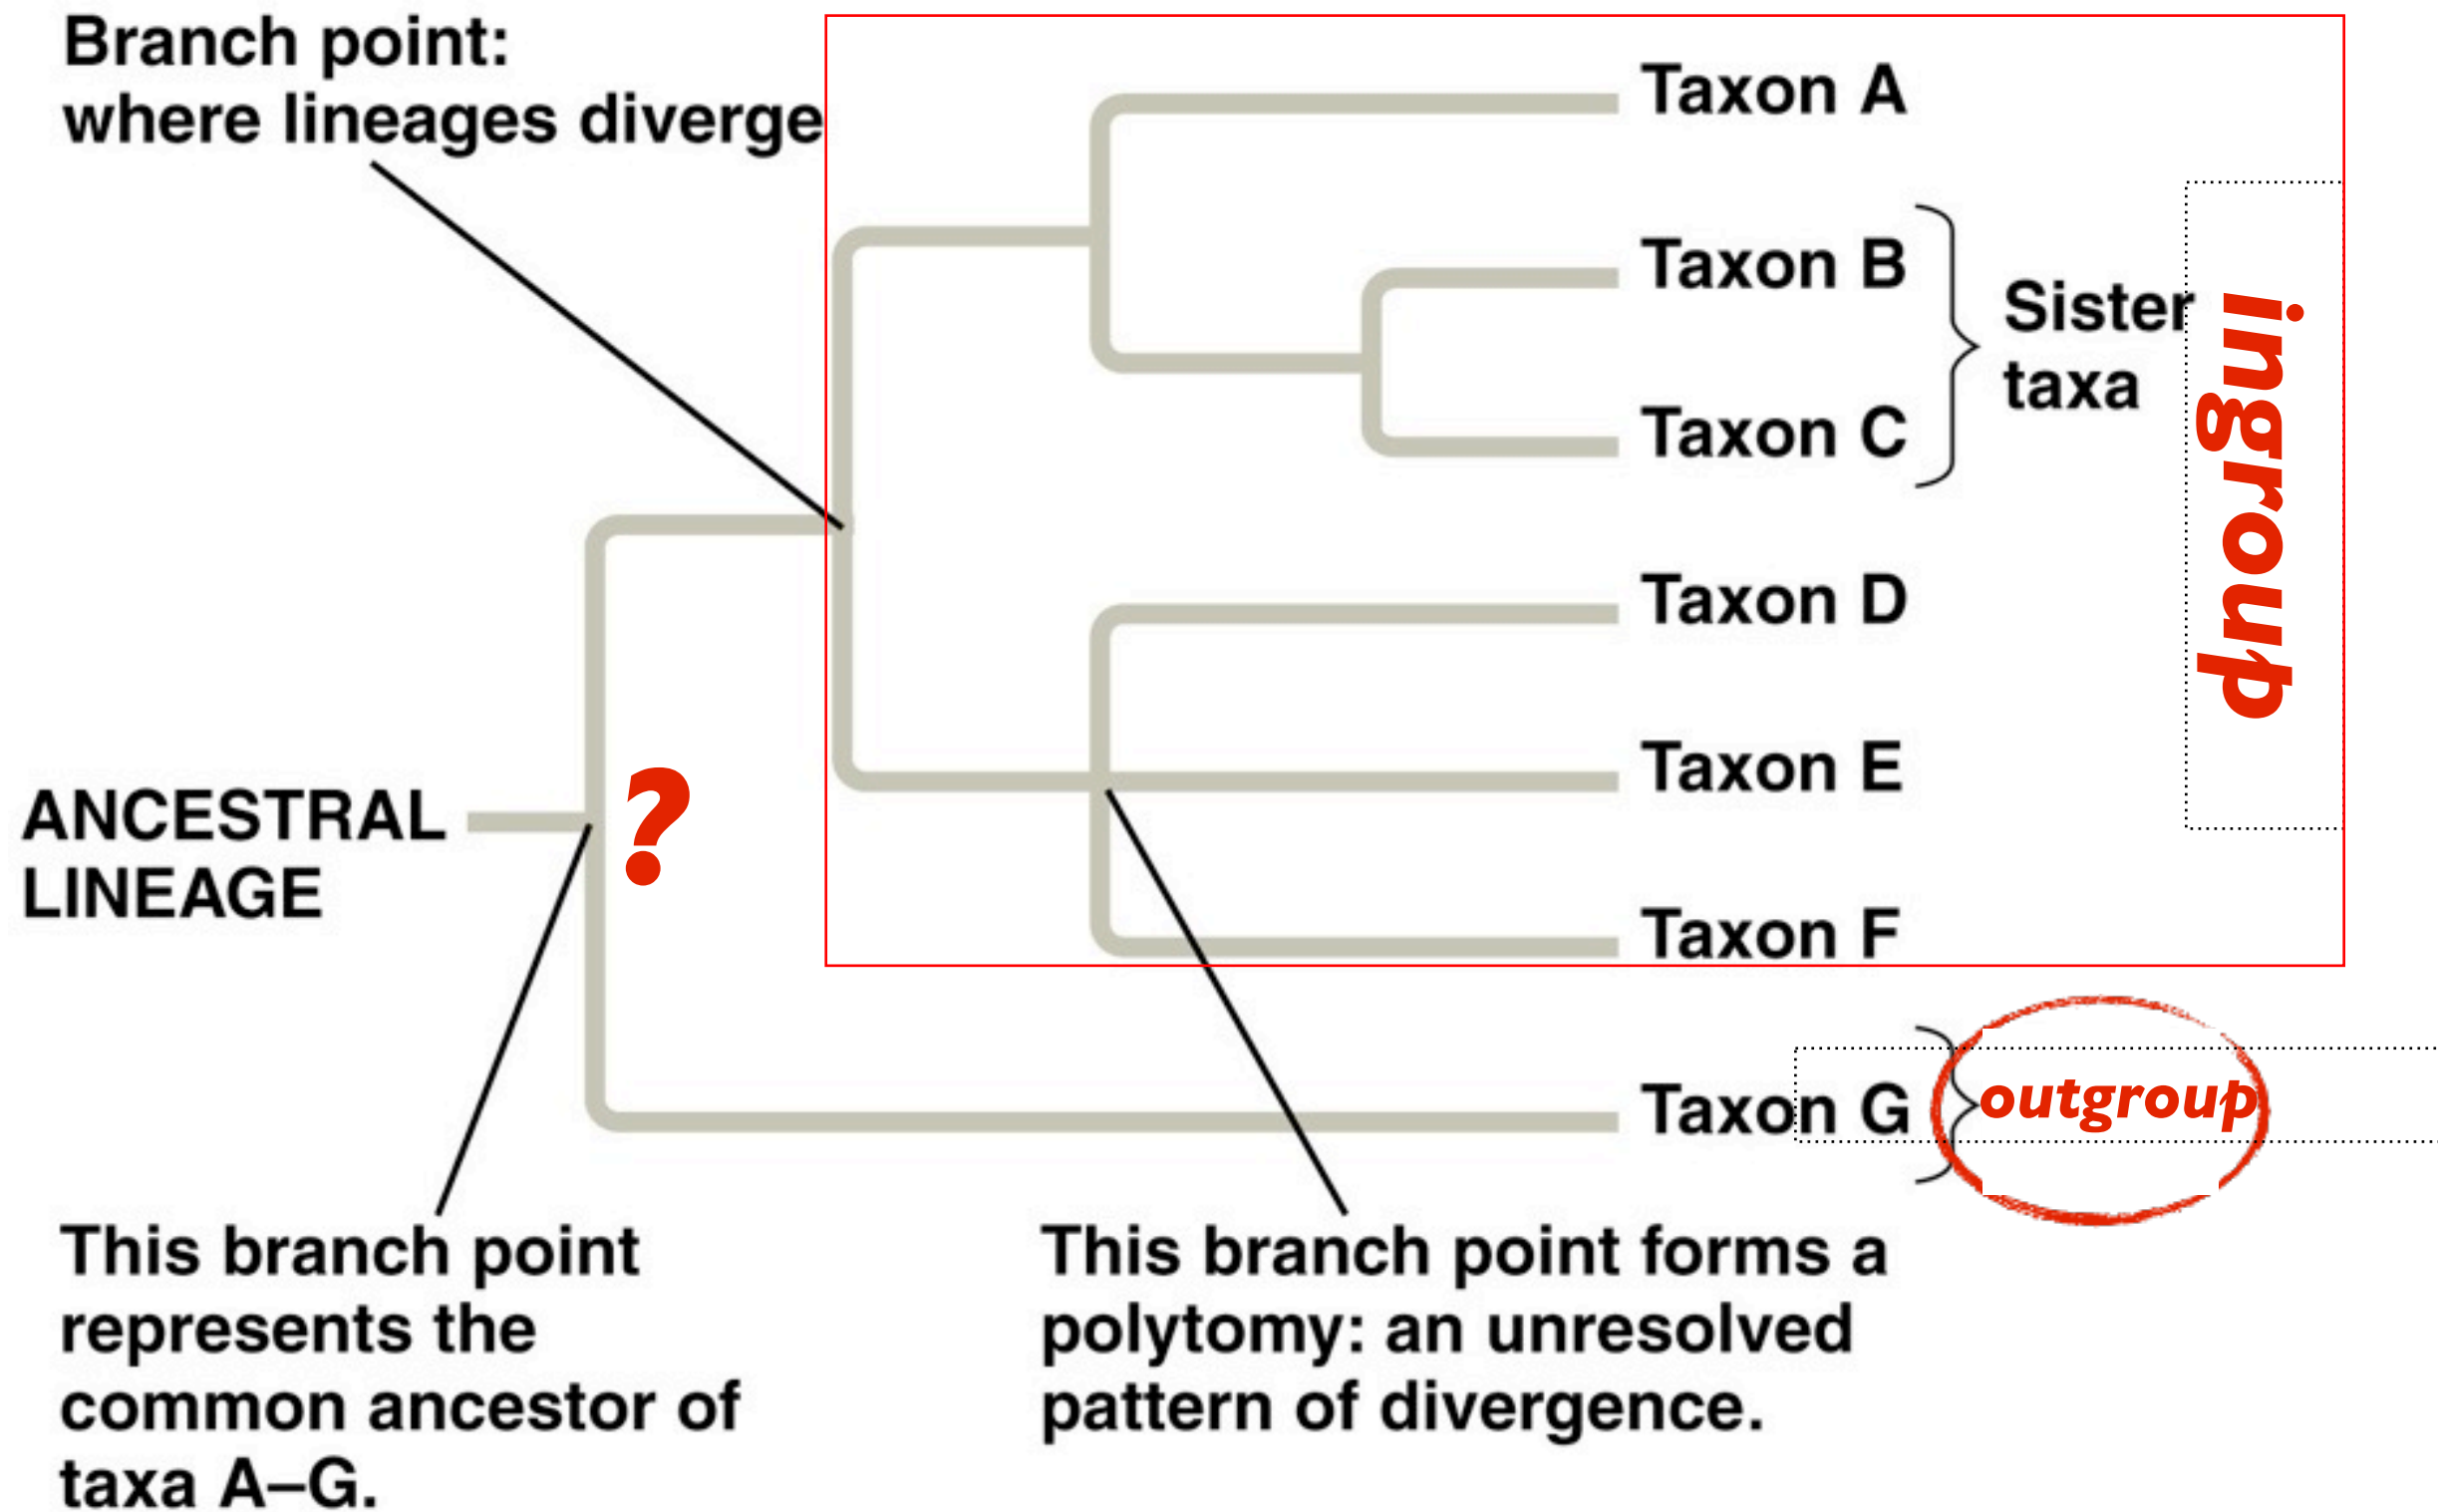 Branch point:
where lineages diverge
Taxon A
Taxon B
Taxon C
Sister
taxa
ingroup
Taxon D
Taxon E
Taxon F
ANCESTRAL
LINEAGE
?
Taxon G
outgroup
This branch point
represents the
common ancestor of
taxa A–G.
This branch point forms a
polytomy: an unresolved
pattern of divergence.